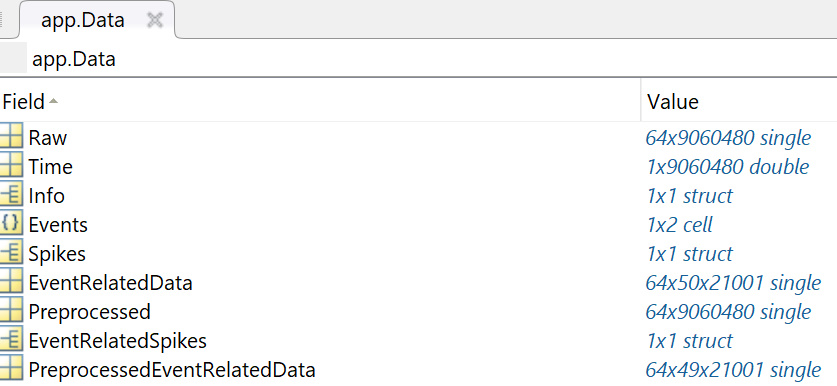 app.Data
app.Data
Field Value
Raw 64x9060480 single
Time 1x9060480 double
Info 1x1 struct
Events 1x2 cell
Spikes 1x1 struct
EventRelatedData 64x50x21001 single
Preprocessed 64x9060480 single
EventRelatedSpikes 1x1 struct
PreprocessedEventRelatedData 64x49x21001 single